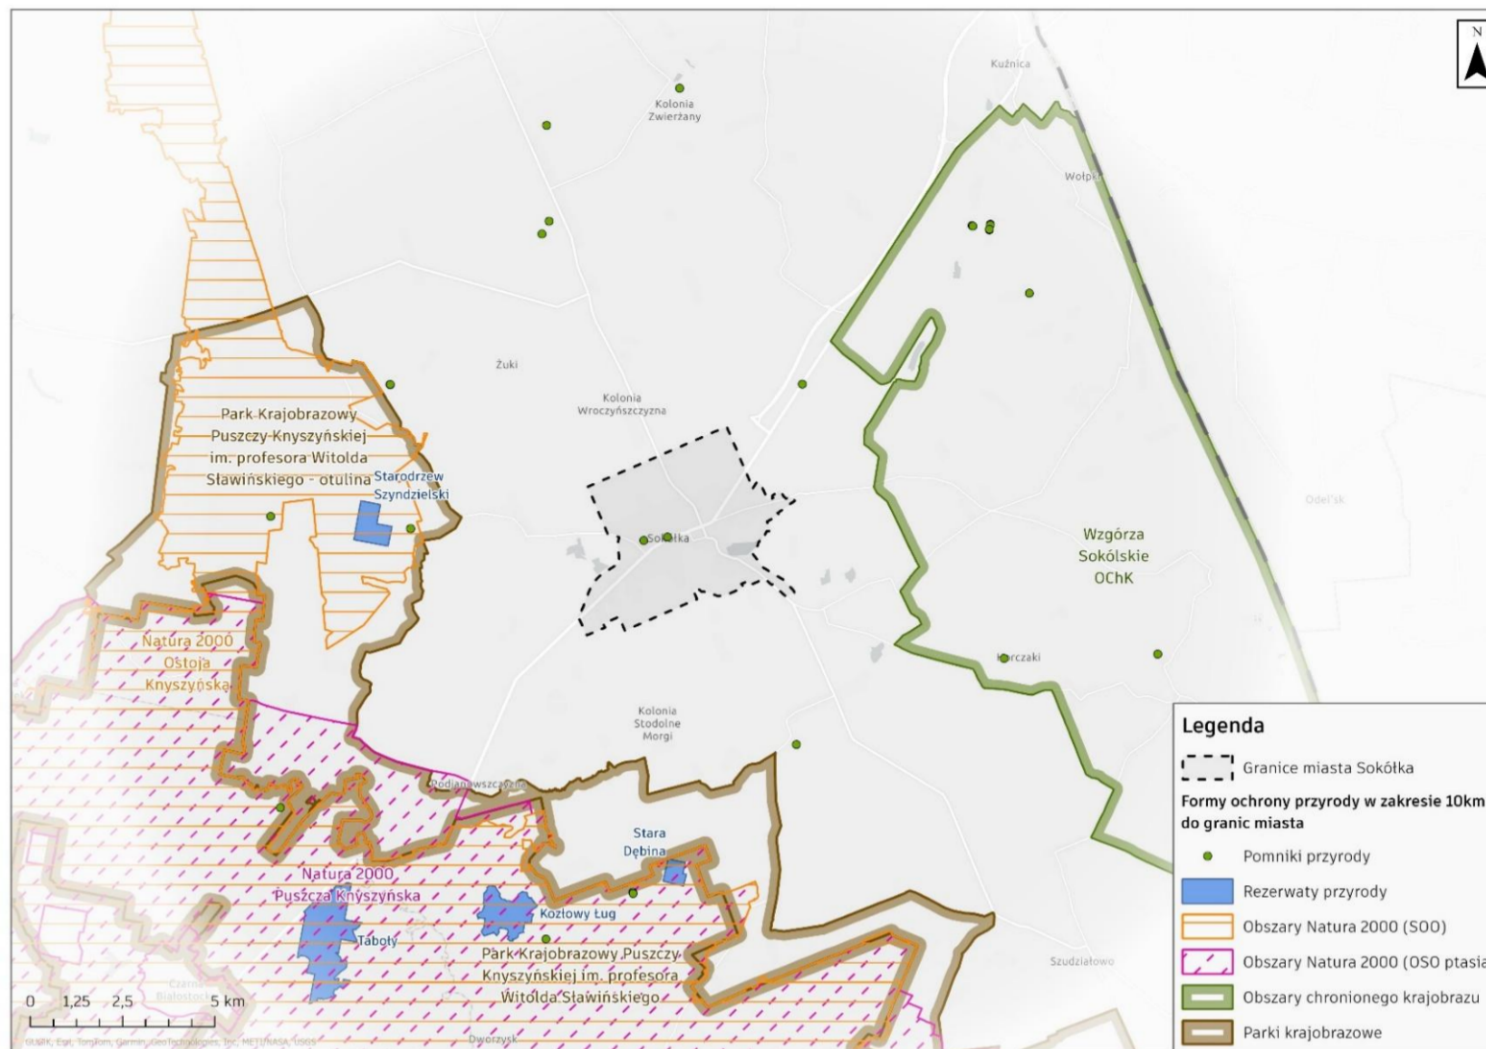 N
Kuźnica
Kolonia
Zwierżany
Żuki
Kolonia
Wroczyńszczyzna
Park Krajobrazowy
Puszczy Knyszyńskiej
im. profesora Witolda
Sławińskiego - otulina
Starodrzew
Szyndzielski
Odel'sk
Sokółka
Wzgórza
Sokólskie
OChK
Natura 2000
Ostoja
Knyszyńska
Kolonia
Stodolne
Morgi
Stara
Dębina
Natura 2000
Puszcza Knyszyńska
Kozłowy Ług
Taboły
Park Krajobrazowy Puszczy
Knyszyńskiej im. profesora
Witolda Sławińskiego
Szudziałowo
Czarna
Białostocka
Dworzysk
0 1,25 2,5 5 km
Legenda
Granice miasta Sokółka
Formy ochrony przyrody w zakresie 10km
do granic miasta
Pomniki przyrody
Rezerwaty przyrody
Obszary Natura 2000 (SOO)
Obszary Natura 2000 (OSO ptasia
Obszary chronionego krajobrazu
Parki krajobrazowe